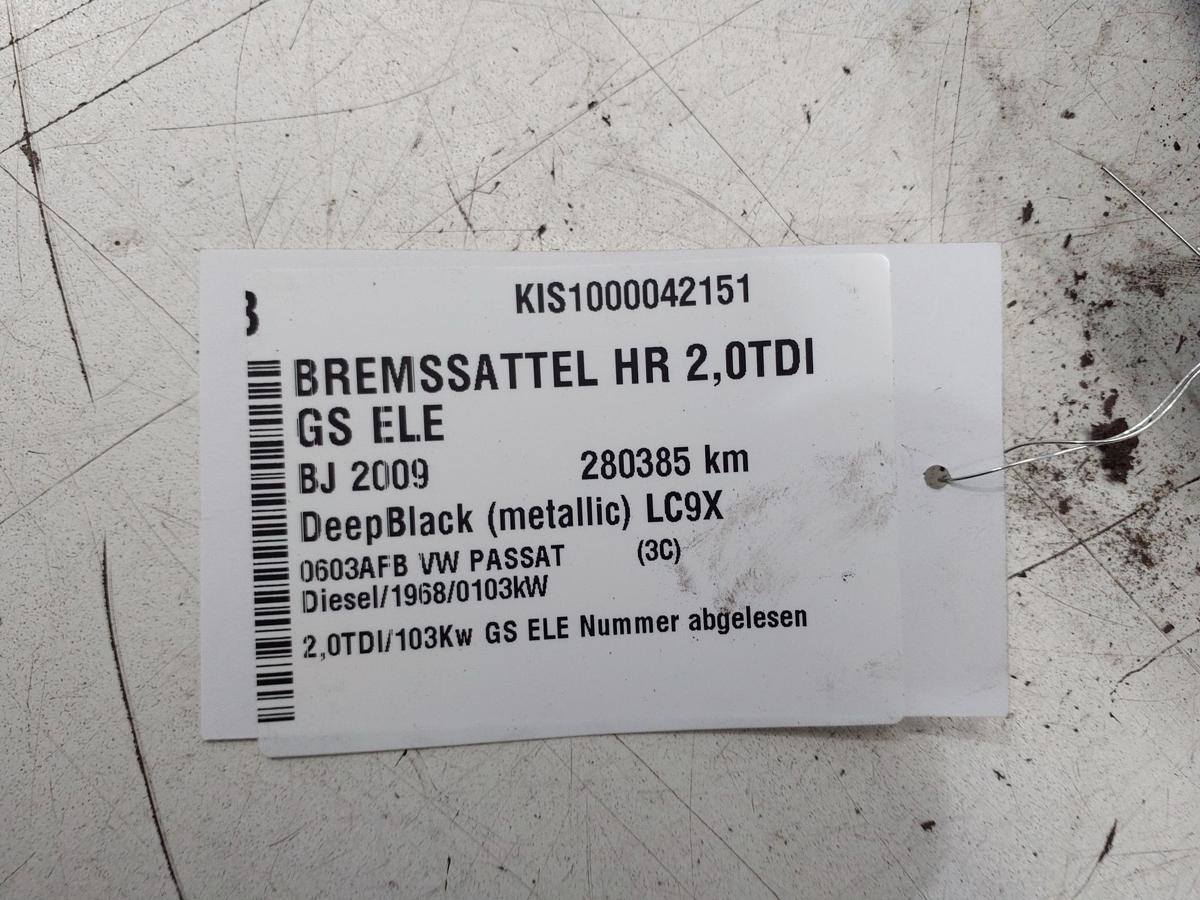 KIS1000042151
BREMSSATTEL HR 2,0TDI
GS ELE
BJ 2009 280385 km
DeepBlack (metallic) LC9X
0603AFB VW PASSAT (3C)
Diesel/1968/0103kW
2,0TDI/103Kw GS ELE Nummer abgelesen